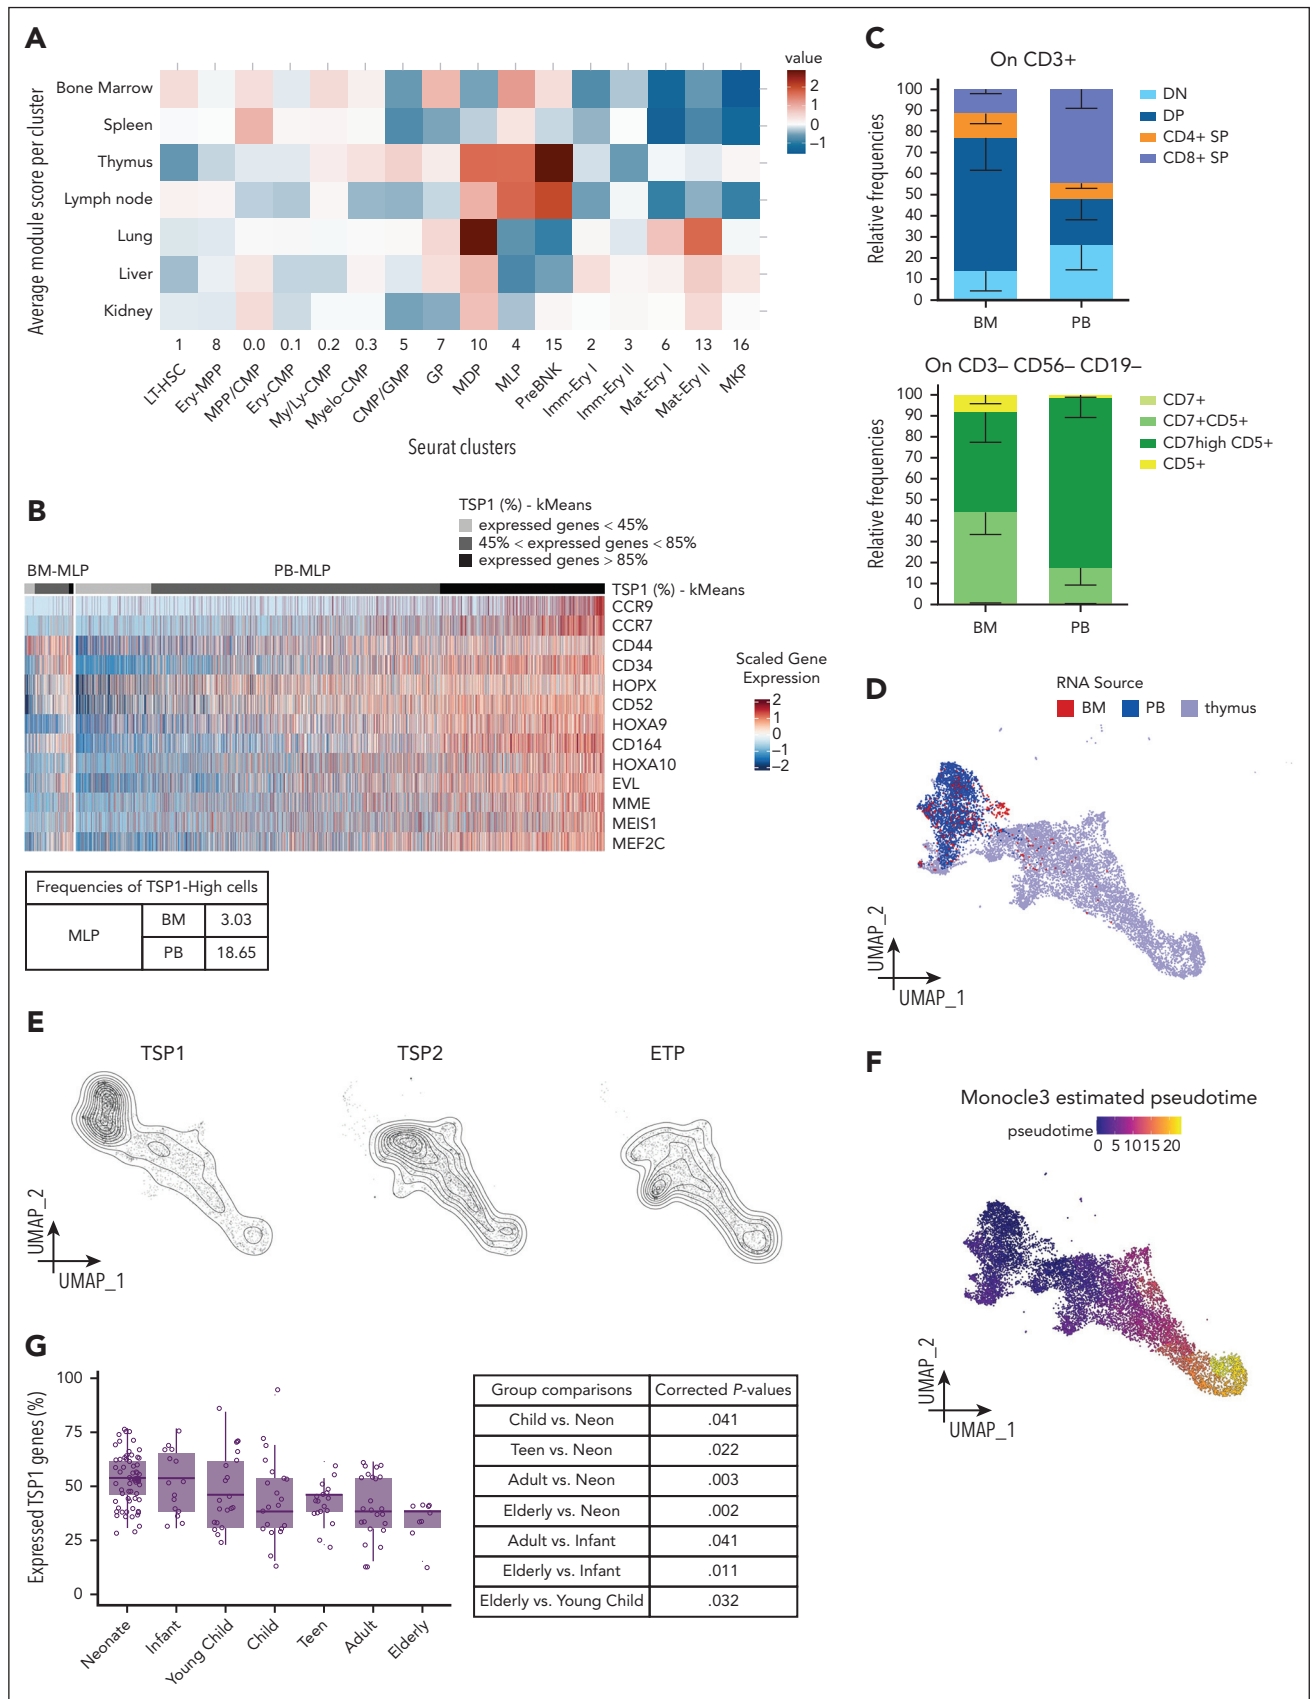 A
value
2
1
0
−1
Average module score per cluster
Bone Marrow
Spleen
Thymus
Lymph node
Lung
Liver
Kidney
1 8 0.0 0.1 0.2 0.3 5 7 10 4 15 2 3 6 13 16
LT-HSC Ery-MPP MPP/CMP Ery-CMP My/Ly-CMP Myelo-CMP CMP/GMP GP MDP MLP PreBNK Imm-Ery I Imm-Ery II Mat-Ery I Mat-Ery II MKP
Seurat clusters
B
TSP1 (%) - kMeans
expressed genes < 45%
45% < expressed genes < 85%
expressed genes > 85%
BM-MLP PB-MLP
TSP1 (%) - kMeans
CCR9
CCR7
CD44
CD34
HOPX
CD52
HOXA9
CD164
HOXA10
EVL
MME
MEIS1
MEF2C
Scaled Gene
Expression
2
1
0
−1
−2
Frequencies of TSP1-High cells
MLP BM 3.03
PB 18.65
C
On CD3+
Relative frequencies
100
90
80
70
60
50
40
30
20
10
0
BM PB
DN
DP
CD4+ SP
CD8+ SP
On CD3– CD56– CD19–
Relative frequencies
100
90
80
70
60
50
40
30
20
10
0
BM PB
CD7+
CD7+CD5+
CD7high CD5+
CD5+
D
RNA Source
BM PB thymus
UMAP_2
UMAP_1
E
TSP1 TSP2 ETP
UMAP_2
UMAP_1
F
Monocle3 estimated pseudotime
pseudotime
0 5 10 15 20
UMAP_2
UMAP_1
G
Expressed TSP1 genes (%)
100
75
50
25
0
Neonate Infant Young Child Child Teen Adult Elderly
Group comparisons Corrected P-values
Child vs. Neon .041
Teen vs. Neon .022
Adult vs. Neon .003
Elderly vs. Neon .002
Adult vs. Infant .041
Elderly vs. Infant .011
Elderly vs. Young Child .032